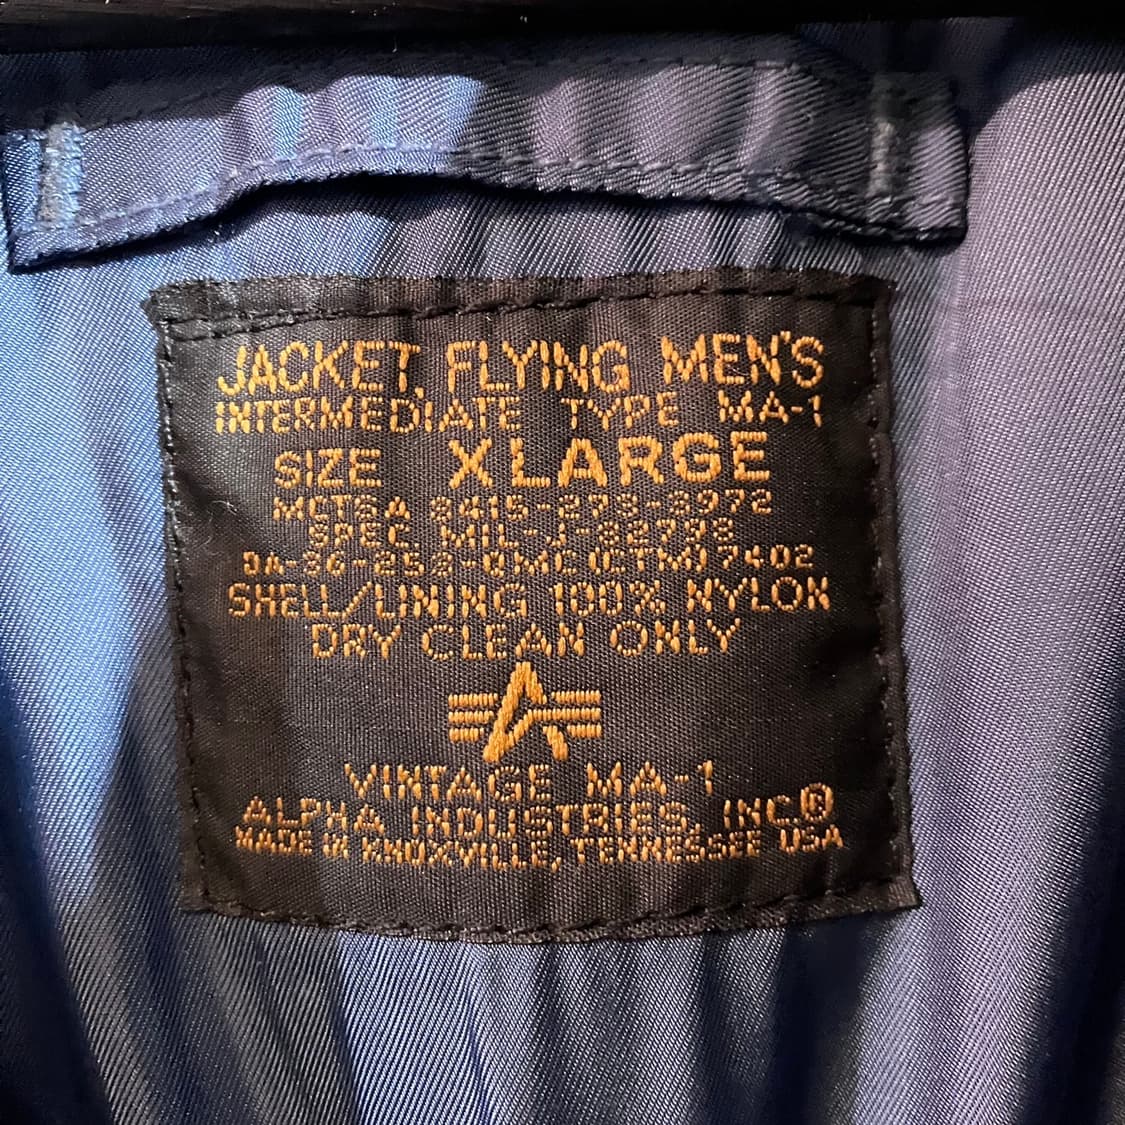 JACKET, FLYING MEN'S
INTERMEDIATE TYPE MA-1
SIZE XLARGE
MCTSA 8415-273-3972
SPEC MIL-J-82798
DA-36-252-QMC (CTM) 7402
SHELL/LINING 100% NYLON
DRY CLEAN ONLY
VINTAGE MA-1
ALPHA INDUSTRIES, INC.®
MADE IN KNOXVILLE, TENNESSEE USA